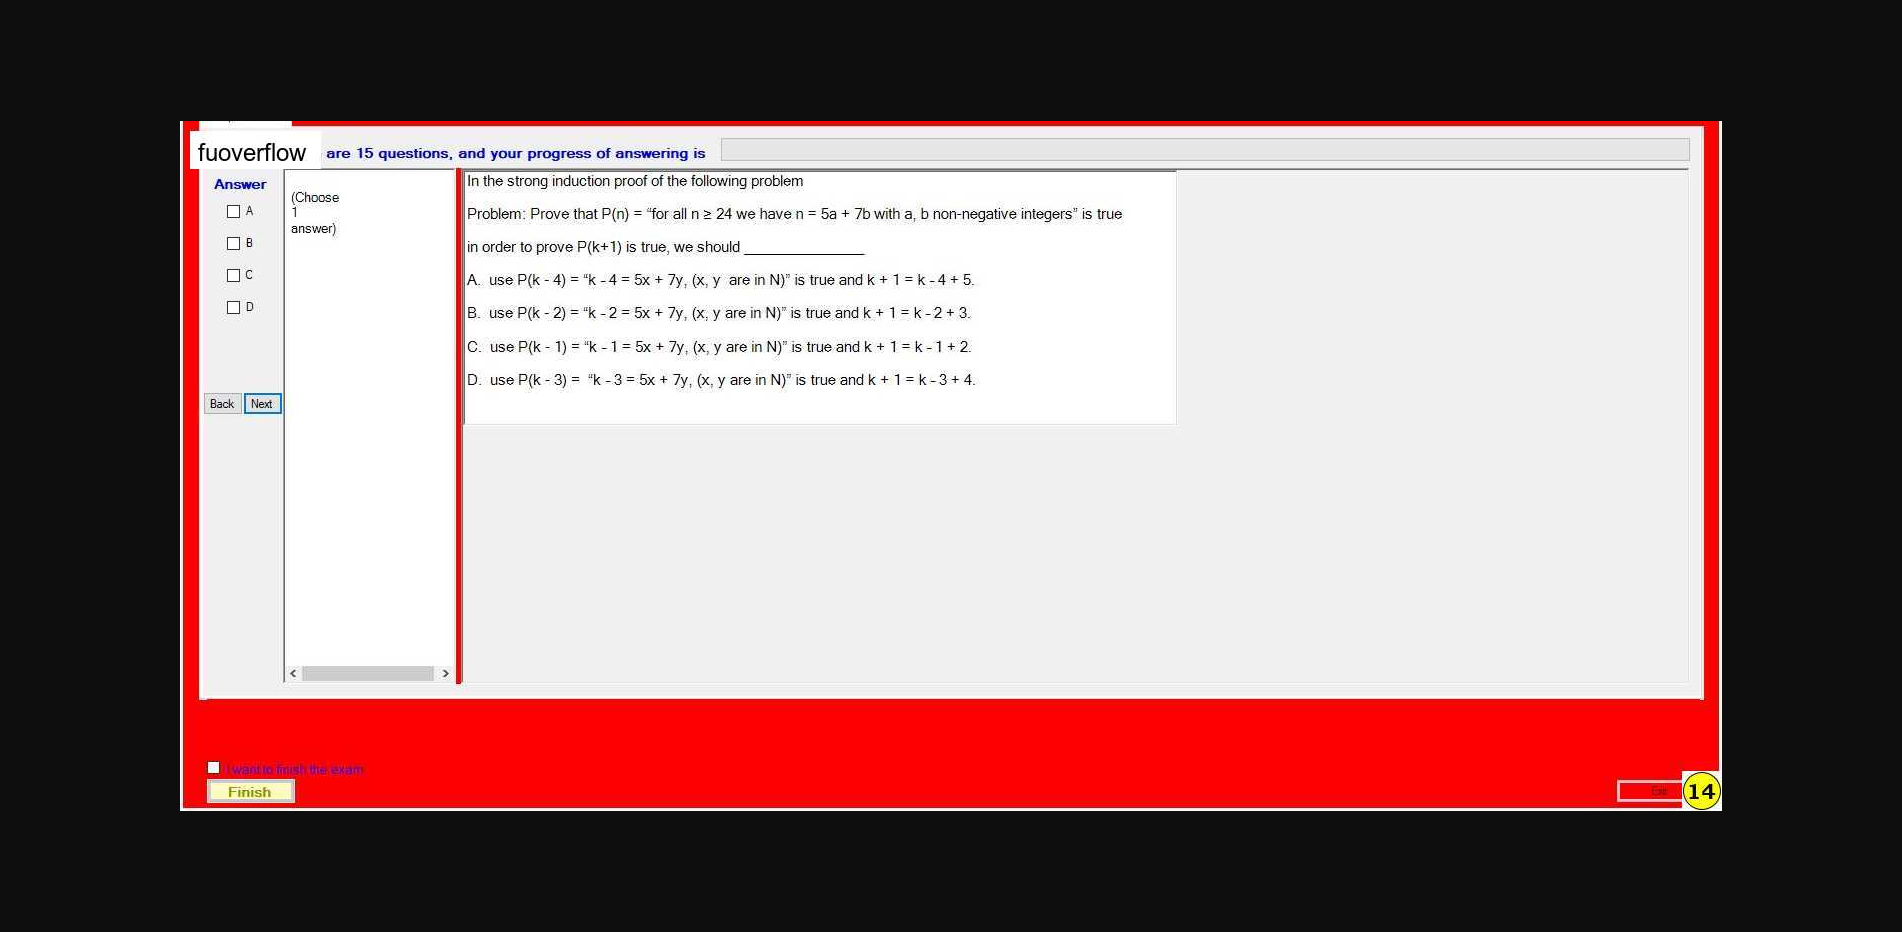 fuoverflow are 15 questions, and your progress of answering is
Answer
A
B
C
D
Back Next
(Choose
1
answer)
In the strong induction proof of the following problem
Problem: Prove that P(n) = “for all n ≥ 24 we have n = 5a + 7b with a, b non-negative integers” is true
in order to prove P(k+1) is true, we should _______________
A. use P(k - 4) = “k - 4 = 5x + 7y, (x, y are in N)” is true and k + 1 = k - 4 + 5.
B. use P(k - 2) = “k - 2 = 5x + 7y, (x, y are in N)” is true and k + 1 = k - 2 + 3.
C. use P(k - 1) = “k - 1 = 5x + 7y, (x, y are in N)” is true and k + 1 = k - 1 + 2.
D. use P(k - 3) = “k - 3 = 5x + 7y, (x, y are in N)” is true and k + 1 = k - 3 + 4.
I want to finish the exam
Finish
Exit
14